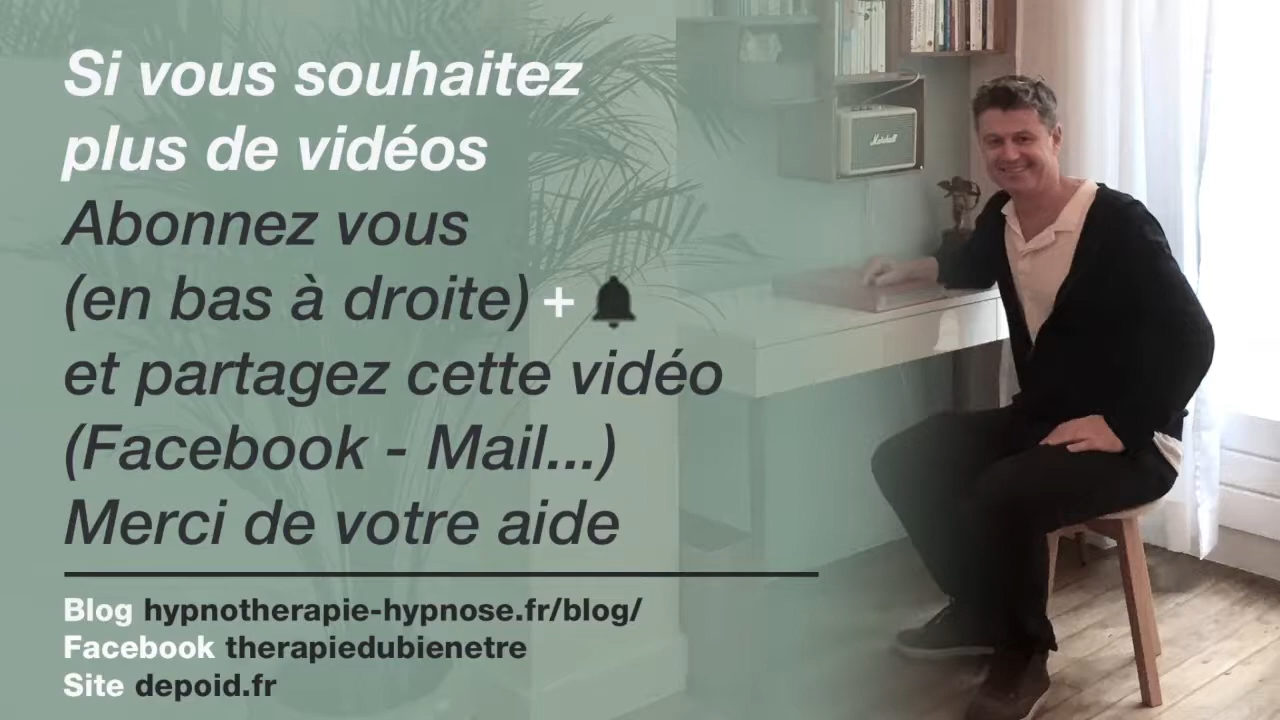 Si vous souhaitez
plus de vidéos
Abonnez vous
(en bas à droite) +
et partagez cette vidéo
(Facebook - Mail...)
Merci de votre aide
Blog hypnotherapie-hypnose.fr/blog/
Facebook therapiedubienetre
Site depoid.fr
Marshall